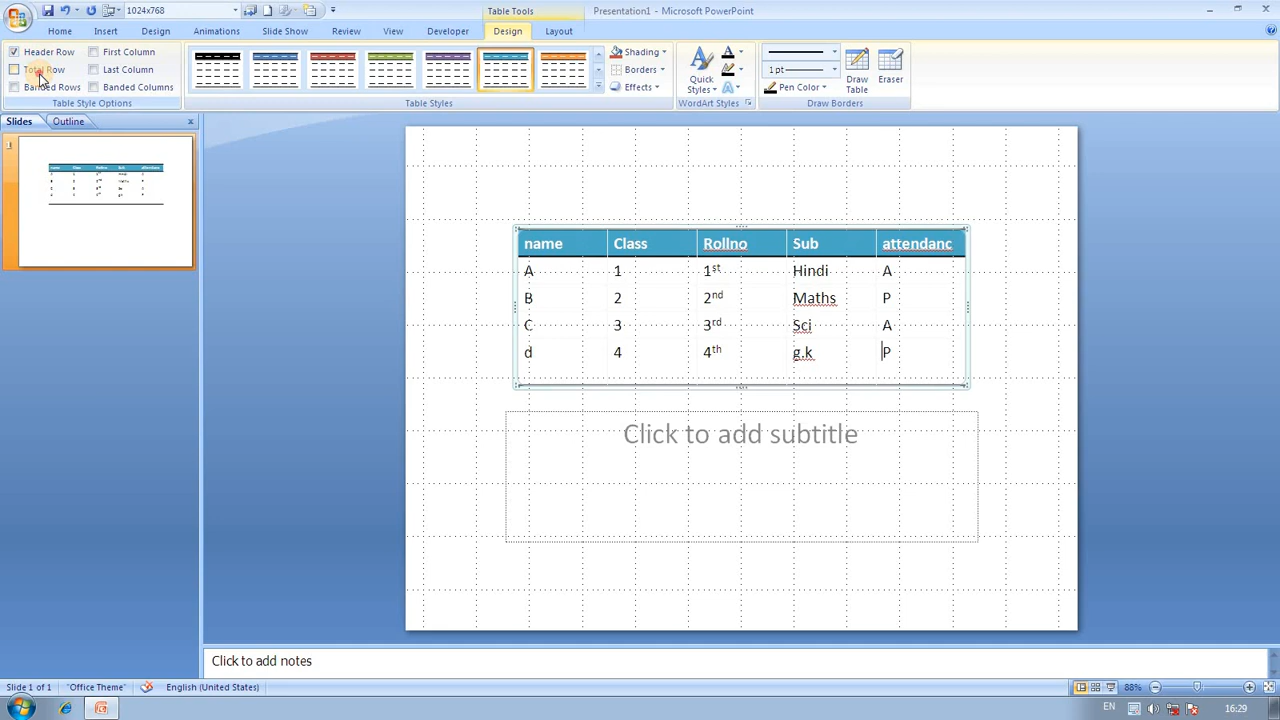 1024x768
Table Tools
Presentation1 - Microsoft PowerPoint
Home Insert Design Animations Slide Show Review View Developer Design Layout
Header Row First Column
Total Row Last Column
Banded Rows Banded Columns
Table Style Options
Table Styles
Shading
Borders
Effects
Quick Styles
A
A
A
WordArt Styles
1 pt
Pen Color
Draw Table
Eraser
Draw Borders
Slides Outline
1
name Class Rollno Sub attendanc
A 1 1st Hindi A
B 2 2nd Maths P
C 3 3rd Sci A
d 4 4th g.k P
Click to add subtitle
Click to add notes
Slide 1 of 1 "Office Theme" English (United States) 88%
EN 16:29